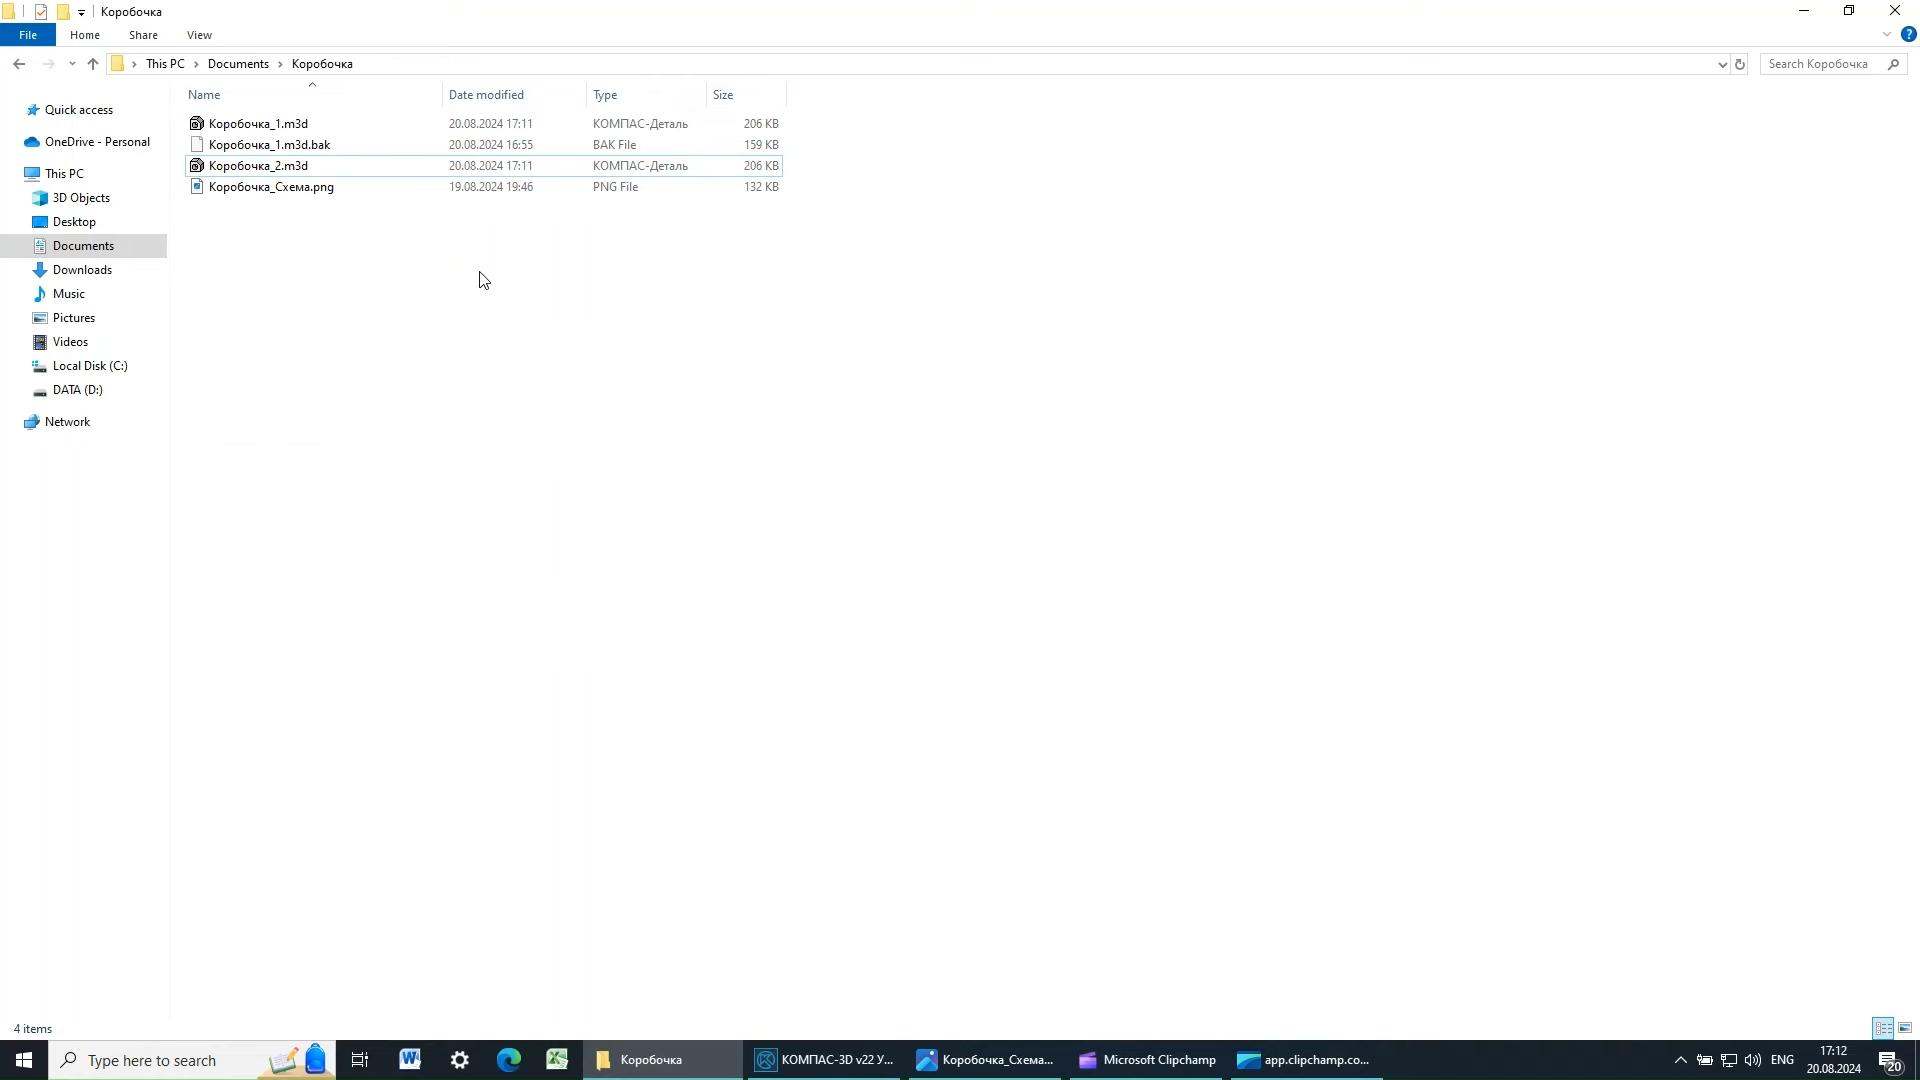 Коробочка
File Home Share View
This PC Documents Коробочка
Search Коробочка
Name Date modified Type Size
Quick access
OneDrive - Personal
This PC
3D Objects
Desktop
Documents
Downloads
Music
Pictures
Videos
Local Disk (C:)
DATA (D:)
Network
Коробочка_1.m3d 20.08.2024 17:11 КОМПАС-Деталь 206 KB
Коробочка_1.m3d.bak 20.08.2024 16:55 BAK File 159 KB
Коробочка_2.m3d 20.08.2024 17:11 КОМПАС-Деталь 206 KB
Коробочка_Схема.png 19.08.2024 19:46 PNG File 132 KB
4 items
Type here to search
Коробочка
КОМПАС-3D v22 У...
Коробочка_Схема...
Microsoft Clipchamp
app.clipchamp.co...
ENG
17:12
20.08.2024
20